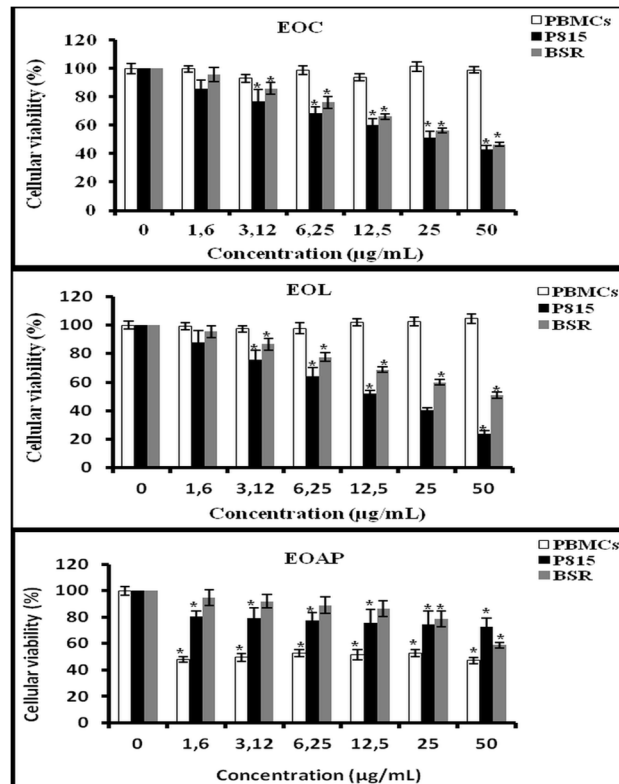 EOC
PBMCs
P815
BSR
120
100
80
60
40
20
0
Cellular viability (%)
* * * * * * * * * *
0 1,6 3,12 6,25 12,5 25 50
Concentration (µg/mL)
EOL
PBMCs
P815
BSR
120
100
80
60
40
20
0
Cellular viability (%)
* * * * * * * * *
0 1,6 3,12 6,25 12,5 25 50
Concentration (µg/mL)
EOAP
PBMCs
P815
BSR
120
100
80
60
40
20
0
Cellular viability (%)
* * * * * * * * * * * * * *
0 1,6 3,12 6,25 12,5 25 50
Concentration (µg/mL)